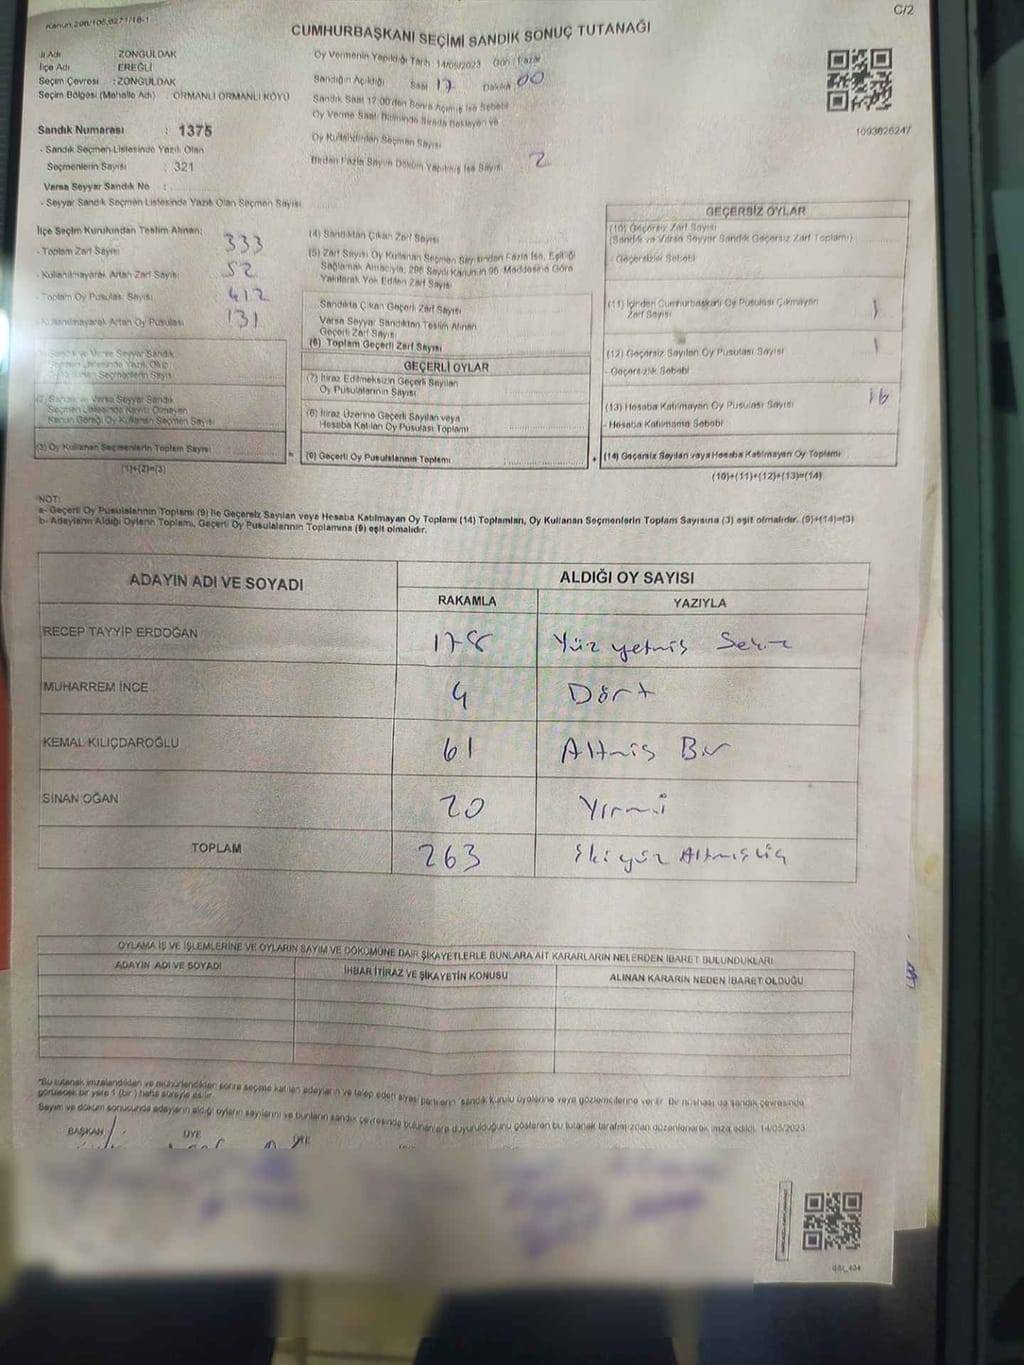 Kanun 298/105,6271/18-1
C/2
CUMHURBAŞKANI SEÇİMİ SANDIK SONUÇ TUTANAĞI
İl Adı : ZONGULDAK
İlçe Adı : EREĞLİ
Seçim Çevresi : ZONGULDAK
Seçim Bölgesi (Mahalle Adı) : ORMANLI ORMANLI KÖYÜ
Oy Vermenin Yapıldığı Tarih 14/05/2023 Gün : Pazar
Sandığın Açıldığı Saat 17 Dakika 00
Sandık Saat 17:00'den Sonra Açılmış İse Sebebi
Oy Verme Saati Bitiminde Sırada Bekleyen ve
Oy Kullandırılan Seçmen Sayısı
Birden Fazla Sayım Döküm Yapılmış İse Sayısı 2
1093626247
Sandık Numarası : 1375
- Sandık Seçmen Listesinde Yazılı Olan
Seçmenlerin Sayısı : 321
Varsa Seyyar Sandık No :
- Seyyar Sandık Seçmen Listesinde Yazılı Olan Seçmen Sayısı
İlçe Seçim Kurulundan Teslim Alınan;
- Toplam Zarf Sayısı 333
- Kullanılmayarak Artan Zarf Sayısı 52
- Toplam Oy Pusulası Sayısı 412
- Kullanılmayarak Artan Oy Pusulası 131
(1) Sandık ve Varsa Seyyar Sandık
Seçmen Listesinde Yazılı Olup
Oy Kullanan Seçmenlerin Sayısı
(2) Sandık ve Varsa Seyyar Sandık
Seçmen Listesinde Kayıtlı Olmayan
Kanun Gereği Oy Kullanan Seçmen Sayısı
(3) Oy Kullanan Seçmenlerin Toplam Sayısı
(1)+(2)=(3)
(4) Sandıktan Çıkan Zarf Sayısı
(5) Zarf Sayısı Oy Kullanan Seçmen Sayısından Fazla İse, Eşitliği
Sağlamak Amacıyla, 298 Sayılı Kanunun 98. Maddesine Göre
Yakılarak Yok Edilen Zarf Sayısı
Sandıkta Çıkan Geçerli Zarf Sayısı
Varsa Seyyar Sandıktan Teslim Alınan
Geçerli Zarf Sayısı
(6) Toplam Geçerli Zarf Sayısı
GEÇERLİ OYLAR
(7) İtiraz Edilmeksizin Geçerli Sayılan
Oy Pusulalarının Sayısı
(8) İtiraz Üzerine Geçerli Sayılan veya
Hesaba Katılan Oy Pusulası Toplamı
(9) Geçerli Oy Pusulalarının Toplamı
GEÇERSİZ OYLAR
(10) Geçersiz Zarf Sayısı
(Sandık ve Varsa Seyyar Sandık Geçersiz Zarf Toplamı)
- Geçersizlik Sebebi
(11) İçinden Cumhurbaşkanı Oy Pusulası Çıkmayan
Zarf Sayısı 1
(12) Geçersiz Sayılan Oy Pusulası Sayısı 1
- Geçersizlik Sebebi
(13) Hesaba Katılmayan Oy Pusulası Sayısı 16
- Hesaba Katılmama Sebebi
(14) Geçersiz Sayılan veya Hesaba Katılmayan Oy Toplamı
(10)+(11)+(12)+(13)=(14)
NOT:
a- Geçerli Oy Pusulalarının Toplamı (9) ile Geçersiz Sayılan veya Hesaba Katılmayan Oy Toplamı (14) Toplamları, Oy Kullanan Seçmenlerin Toplam Sayısına (3) eşit olmalıdır. (9)+(14)=(3)
b- Adayların Aldığı Oyların Toplamı, Geçerli Oy Pusulalarının Toplamına (9) eşit olmalıdır.
ADAYIN ADI VE SOYADI
ALDIĞI OY SAYISI
RAKAMLA YAZIYLA
RECEP TAYYİP ERDOĞAN 178 Yüz yetmiş Sekiz
MUHARREM İNCE 4 Dört
KEMAL KILIÇDAROĞLU 61 Altmış Bir
SİNAN OĞAN 20 Yirmi
TOPLAM 263 İki yüz Altmış üç
OYLAMA İŞ VE İŞLEMLERİNE VE OYLARIN SAYIM VE DÖKÜMÜNE DAİR ŞİKAYETLERLE BUNLARA AİT KARARLARIN NELERDEN İBARET BULUNDUKLARI
ADAYIN ADI VE SOYADI İHBAR İTİRAZ VE ŞİKAYETİN KONUSU ALINAN KARARIN NEDEN İBARET OLDUĞU
"Bu tutanak imzalandıktan ve mühürlendikten sonra seçime katılan adayların ve talep eden siyasi partilerin sandık kurulu üyelerine veya gözlemcilerine verilir. Bir nüshası da sandık çevresinde
görülecek bir yere 1 (bir) hafta süreyle asılır.
Sayım ve döküm sonucunda adayların aldığı oyların sayılarını ve bunların sandık çevresinde bulunanlara duyurulduğunu gösteren bu tutanak tarafımızdan düzenlenerek imza edildi. 14/05/2023
BAŞKAN ÜYE ÜYE